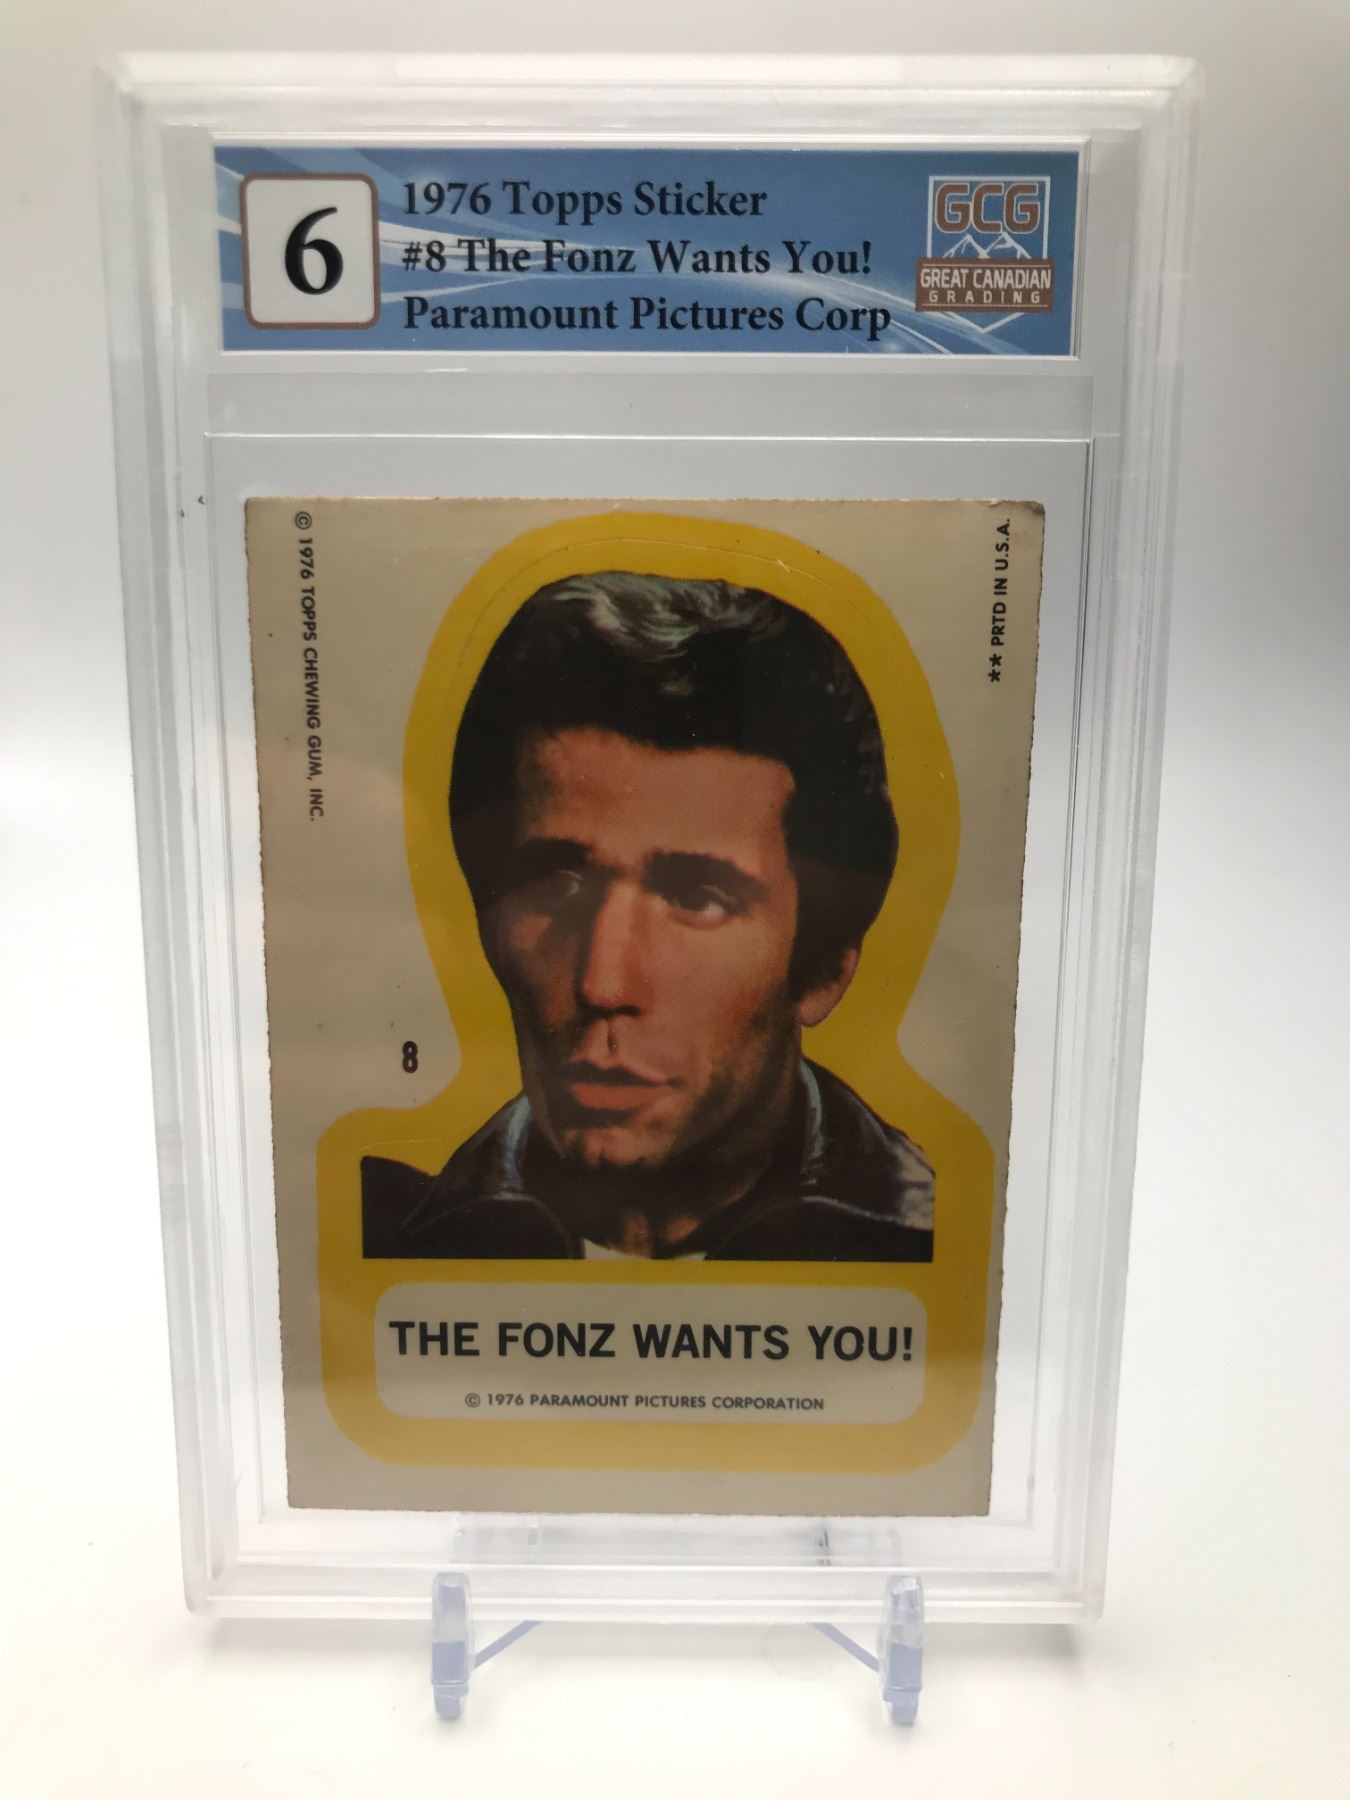 6
1976 Topps Sticker
#8 The Fonz Wants You!
Paramount Pictures Corp
GCG
GREAT CANADIAN
GRADING
© 1976 TOPPS CHEWING GUM, INC.
** PRTD IN U.S.A.
8
THE FONZ WANTS YOU!
© 1976 PARAMOUNT PICTURES CORPORATION